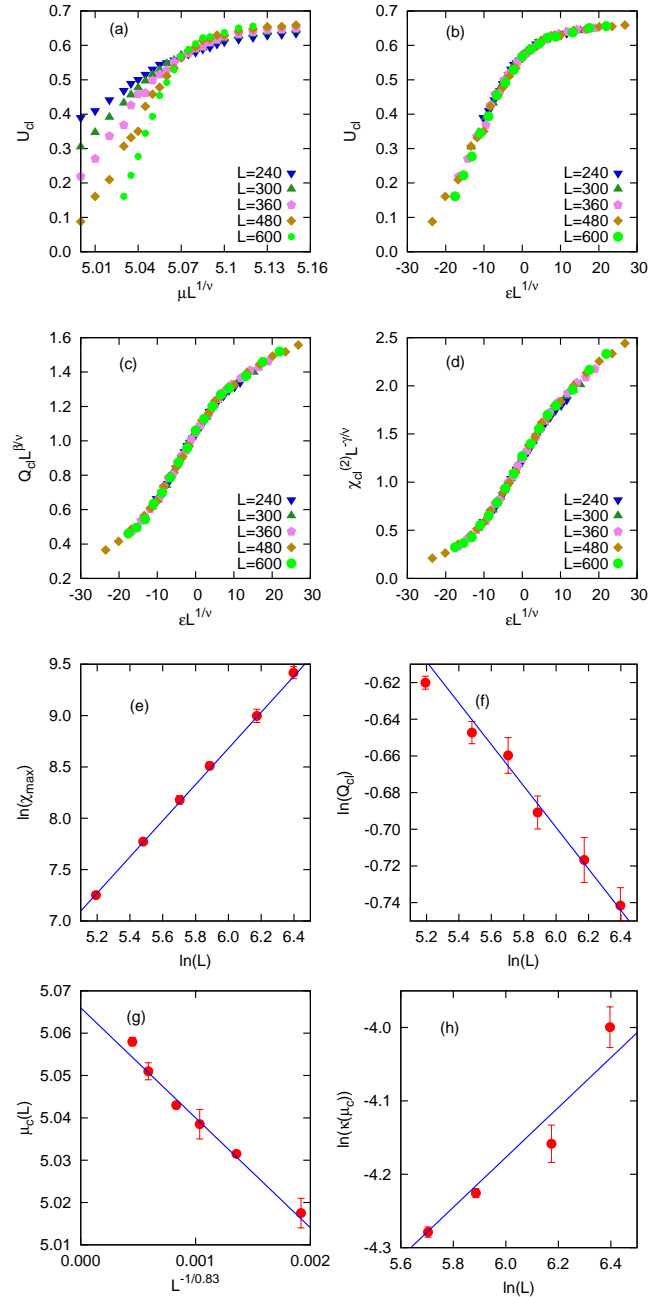 (a)
U_cl
0.7
0.6
0.5
0.4
0.3
0.2
0.1
0.0
5.01 5.04 5.07 5.1 5.13 5.16
μL^{1/ν}
L=240
L=300
L=360
L=480
L=600
(b)
U_cl
0.7
0.6
0.5
0.4
0.3
0.2
0.1
0.0
-30 -20 -10 0 10 20 30
εL^{1/ν}
L=240
L=300
L=360
L=480
L=600
(c)
Q_cl L^{β/ν}
1.6
1.4
1.2
1.0
0.8
0.6
0.4
0.2
-30 -20 -10 0 10 20 30
εL^{1/ν}
L=240
L=300
L=360
L=480
L=600
(d)
χ_cl^{(2)}L^{-γ/ν}
2.5
2.0
1.5
1.0
0.5
0.0
-30 -20 -10 0 10 20 30
εL^{1/ν}
L=240
L=300
L=360
L=480
L=600
(e)
ln(χ_max)
9.5
9.0
8.5
8.0
7.5
7.0
5.2 5.4 5.6 5.8 6.0 6.2 6.4
ln(L)
(f)
ln(Q_cl)
-0.62
-0.64
-0.66
-0.68
-0.70
-0.72
-0.74
5.2 5.4 5.6 5.8 6.0 6.2 6.4
ln(L)
(g)
μ_c(L)
5.07
5.06
5.05
5.04
5.03
5.02
5.01
0.000 0.001 0.002
L^{-1/0.83}
(h)
ln(κ(μ_c))
-4.0
-4.1
-4.2
-4.3
5.6 5.8 6.0 6.2 6.4
ln(L)